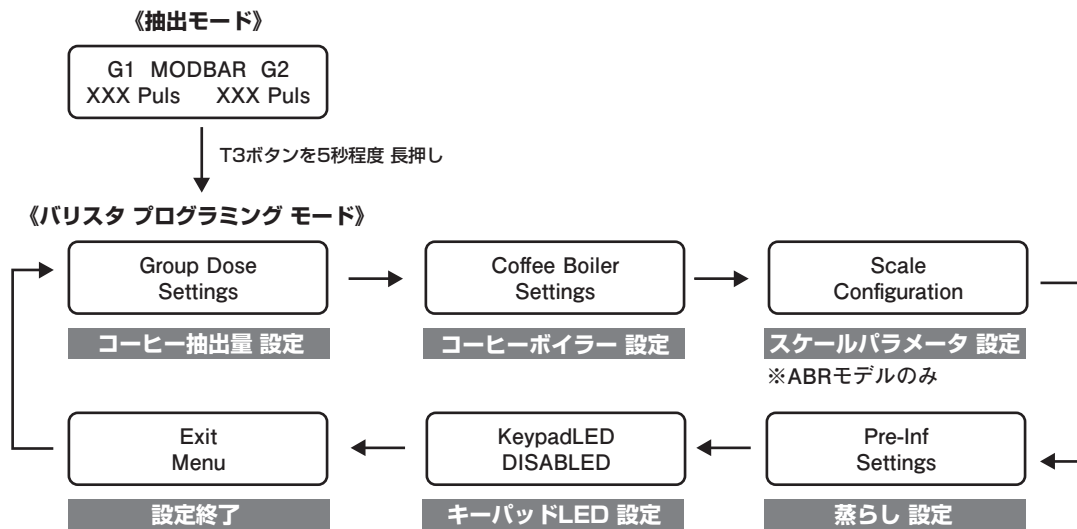 《抽出モード》
G1 MODBAR G2
XXX Puls XXX Puls
T3ボタンを5秒程度 長押し
《バリスタ プログラミング モード》
Group Dose
Settings
コーヒー抽出量 設定
Coffee Boiler
Settings
コーヒーボイラー 設定
Scale
Configuration
スケールパラメータ 設定
※ABRモデルのみ
Pre-Inf
Settings
蒸らし 設定
KeypadLED
DISABLED
キーパッドLED 設定
Exit
Menu
設定終了